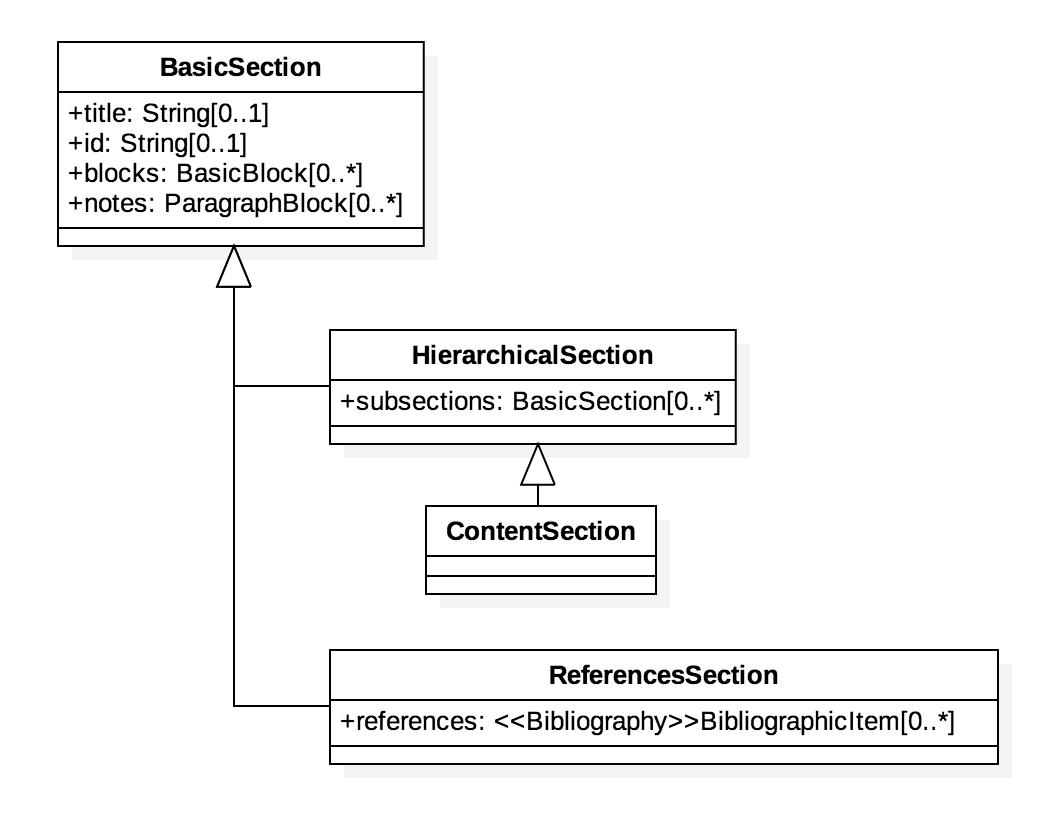 BasicSection
+title: String[0..1]
+id: String[0..1]
+blocks: BasicBlock[0..*]
+notes: ParagraphBlock[0..*]
HierarchicalSection
+subsections: BasicSection[0..*]
ContentSection
ReferencesSection
+references: <<Bibliography>>BibliographicItem[0..*]